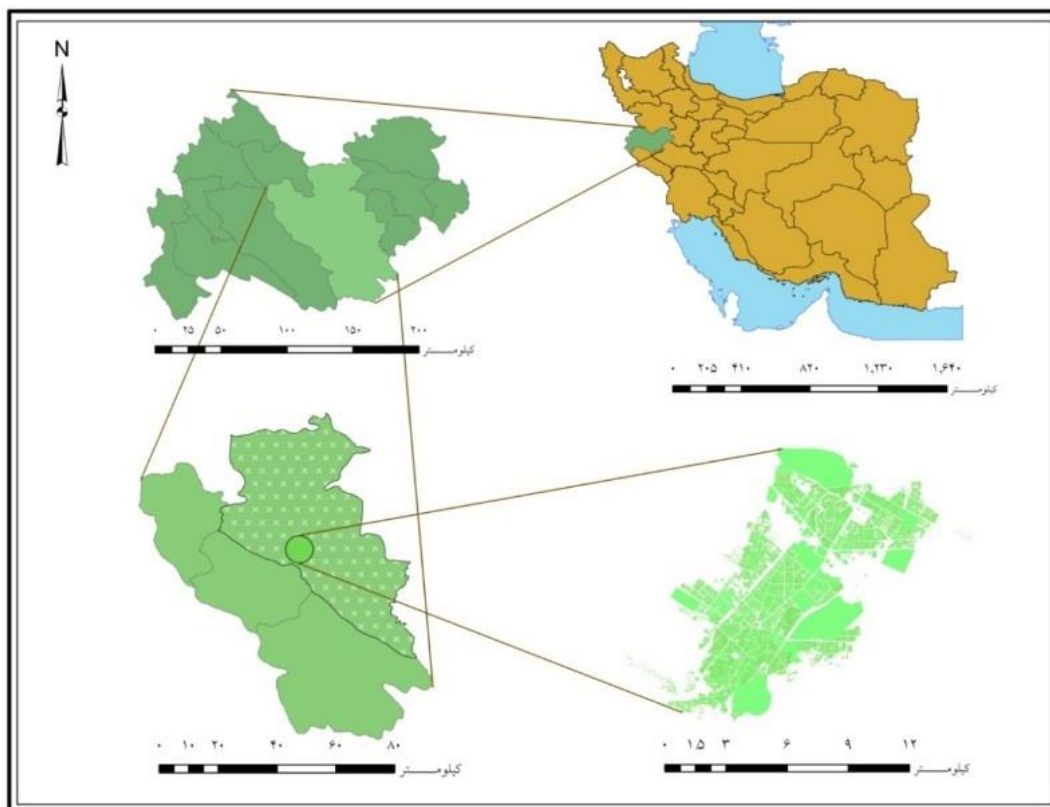 N
۰ ۲۵ ۵۰ ۱۰۰ ۱۵۰ ۲۰۰
کیلومتر
۰ ۲۰۵ ۴۱۰ ۸۲۰ ۱,۲۳۰ ۱,۶۴۰
کیلومتر
۰ ۱۰ ۲۰ ۴۰ ۶۰ ۸۰
کیلومتر
۰ ۱.۵ ۳ ۶ ۹ ۱۲
کیلومتر